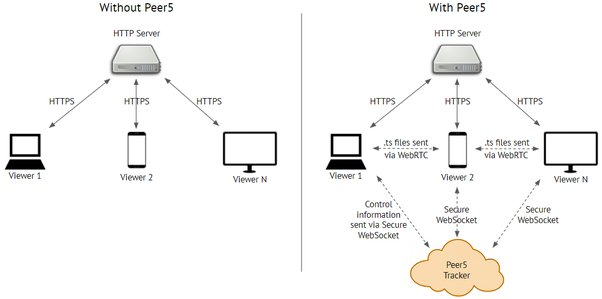 Without Peer5
HTTP Server
HTTPS
HTTPS
HTTPS
Viewer 1
Viewer 2
Viewer N
With Peer5
HTTP Server
HTTPS
HTTPS
HTTPS
.ts files sent
via WebRTC
.ts files sent
via WebRTC
Viewer 1
Viewer 2
Viewer N
Control
information
sent via Secure
WebSocket
Secure
WebSocket
Secure
WebSocket
Peer5
Tracker